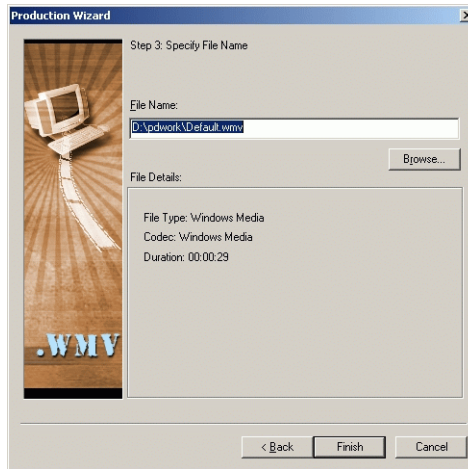 Production Wizard
Step 3: Specify File Name
File Name:
D:\pdwork\Default.wmv
Browse...
File Details:
File Type: Windows Media
Codec: Windows Media
Duration: 00:00:29
.WMV
< Back
Finish
Cancel